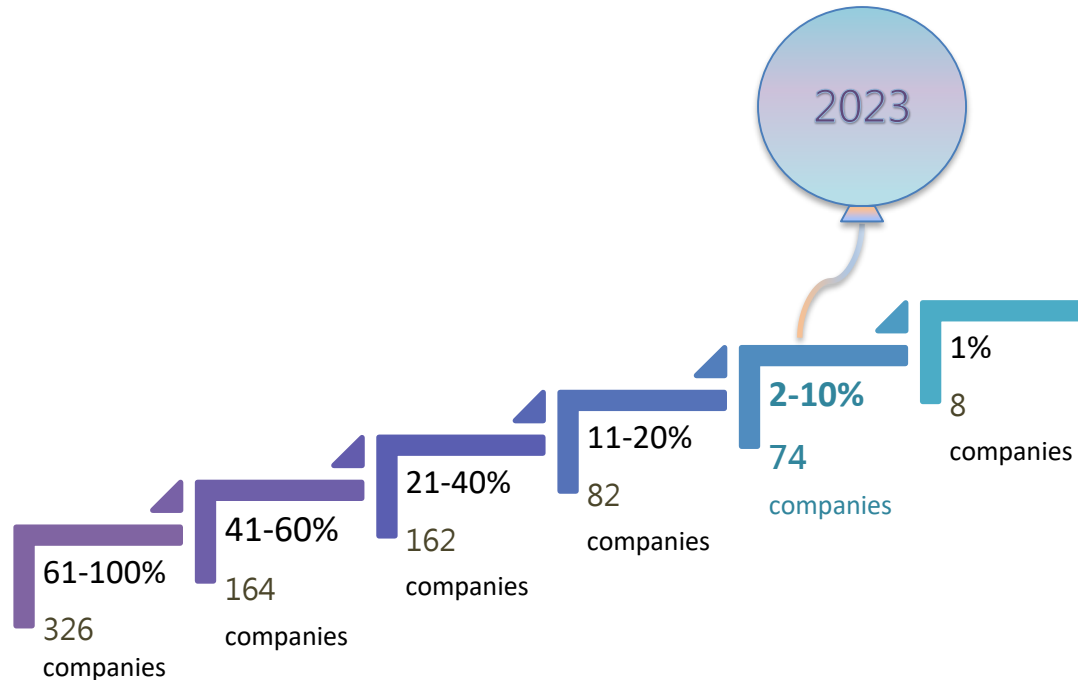 2023
1%
8
companies
2-10%
74
companies
11-20%
82
companies
21-40%
162
companies
41-60%
164
companies
61-100%
326
companies